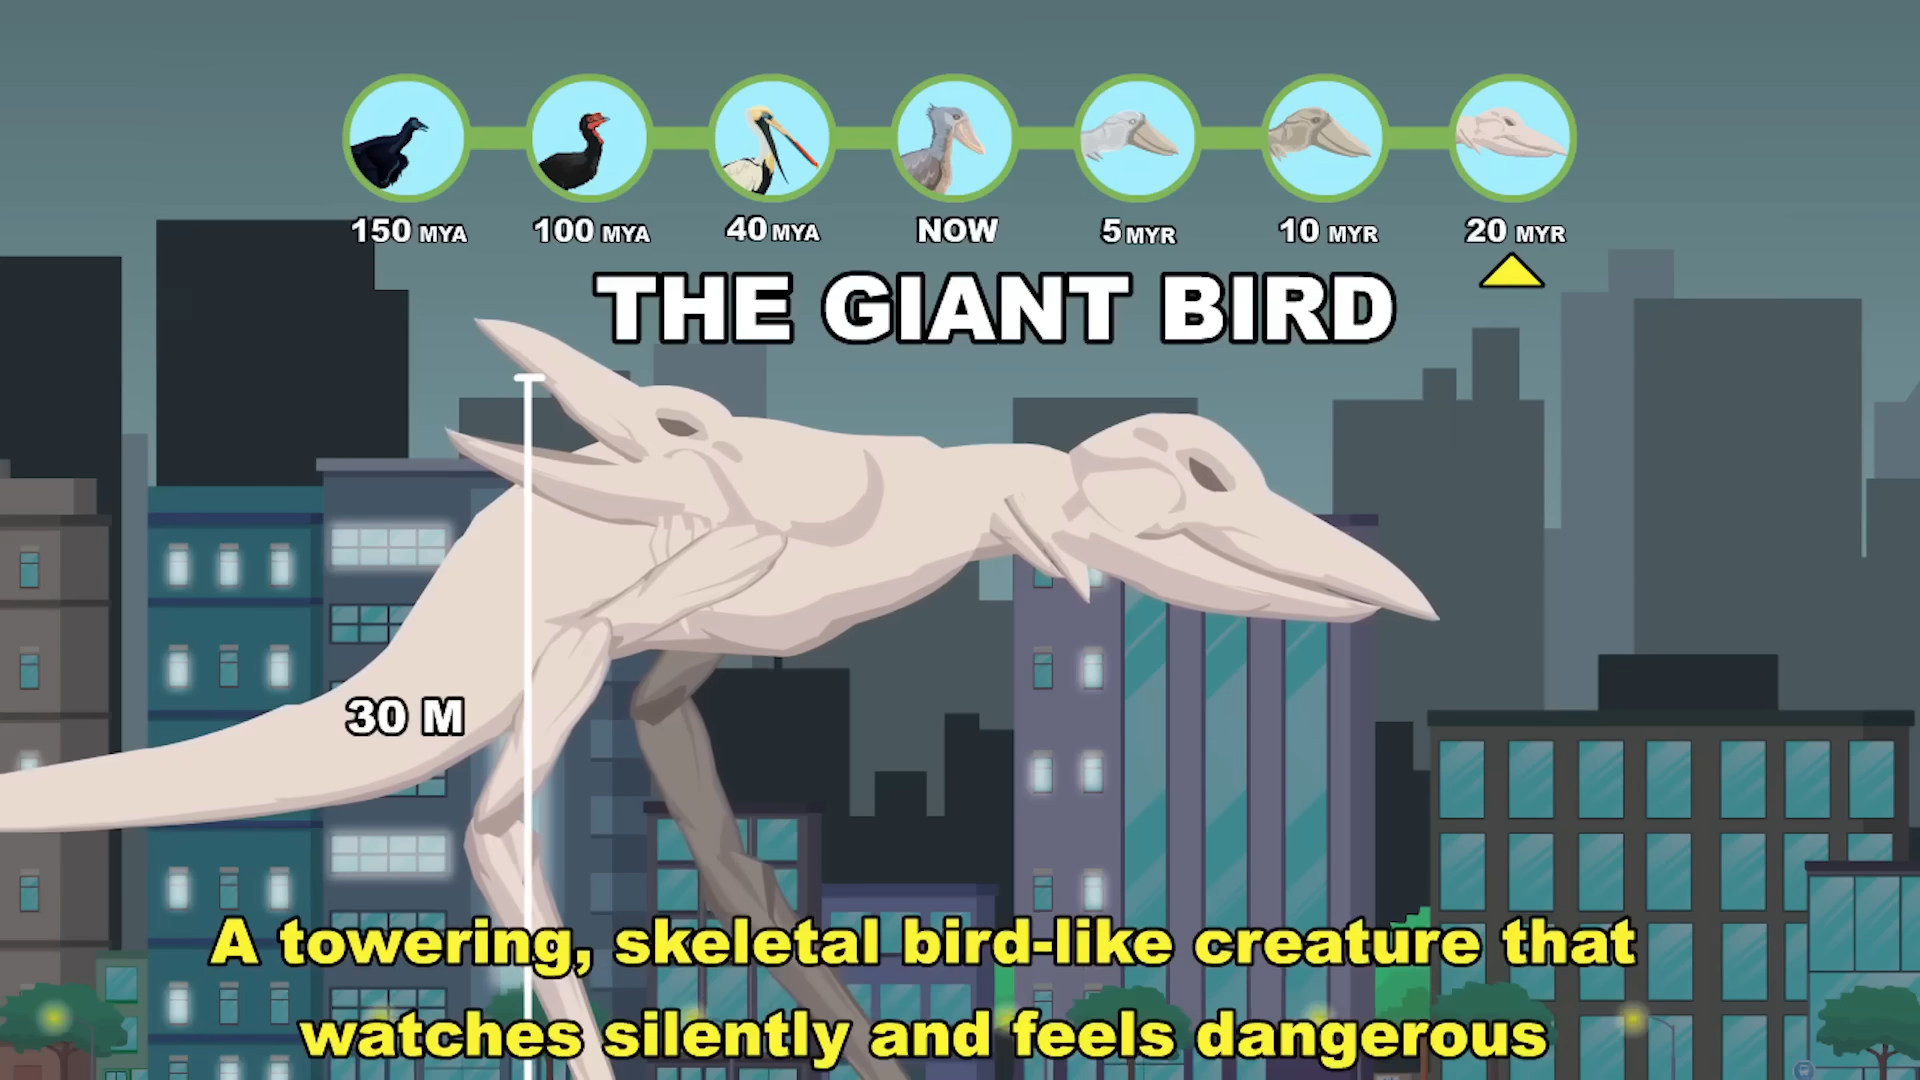 150 MYA
100 MYA
40 MYA
NOW
5 MYR
10 MYR
20 MYR
THE GIANT BIRD
30 M
A towering, skeletal bird-like creature that
watches silently and feels dangerous